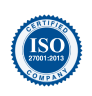 CERTIFIED
ISO
27001:2013
COMPANY